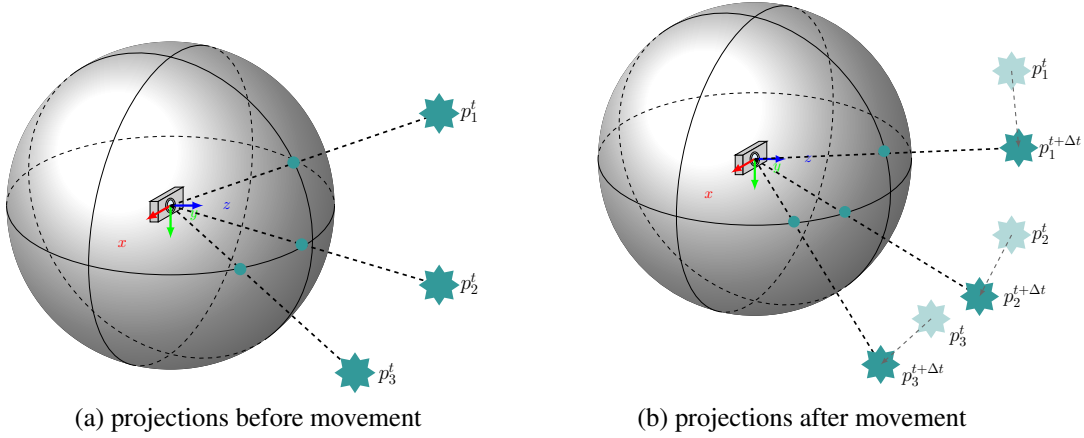 p_1^t
p_2^t
p_3^t
x
y
z
(a) projections before movement
p_1^t
p_1^{t+Δt}
p_2^t
p_2^{t+Δt}
p_3^t
p_3^{t+Δt}
x
y
z
(b) projections after movement